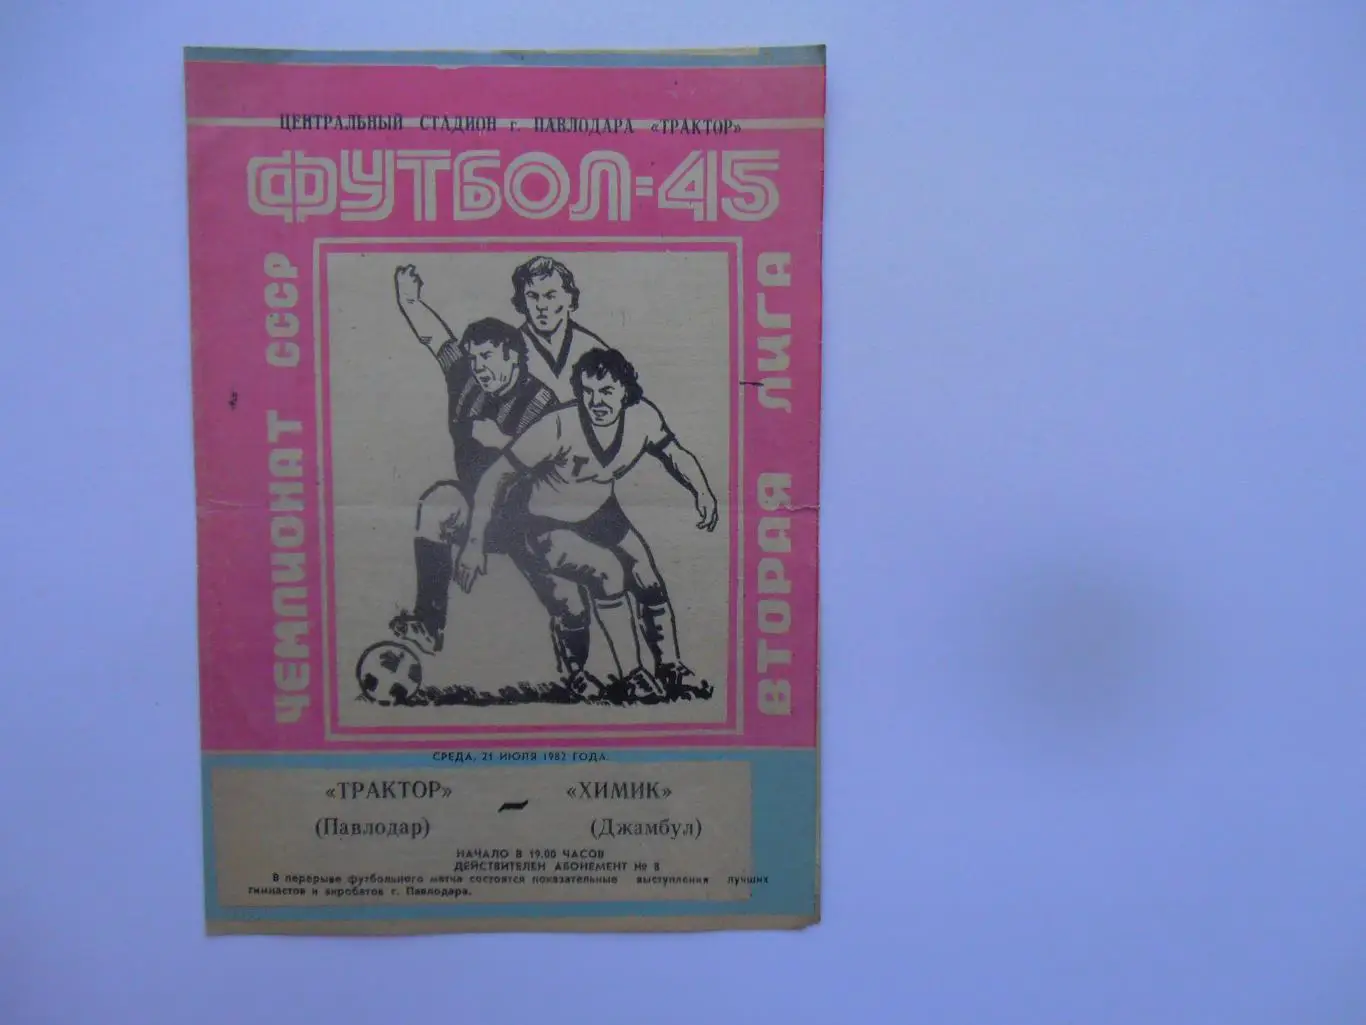 ЦЕНТРАЛЬНЫЙ СТАДИОН г. ПАВЛОДАРА «ТРАКТОР»
ФУТБОЛ-45
ЧЕМПИОНАТ СССР
ВТОРАЯ ЛИГА
Т
СРЕДА, 21 ИЮЛЯ 1982 ГОДА.
«ТРАКТОР» — «ХИМИК»
(Павлодар) (Джамбул)
НАЧАЛО В 19.00 ЧАСОВ
ДЕЙСТВИТЕЛЕН АБОНЕМЕНТ № 8
В перерыве футбольного матча состоятся показательные выступления лучших
гимнастов и акробатов г. Павлодара.